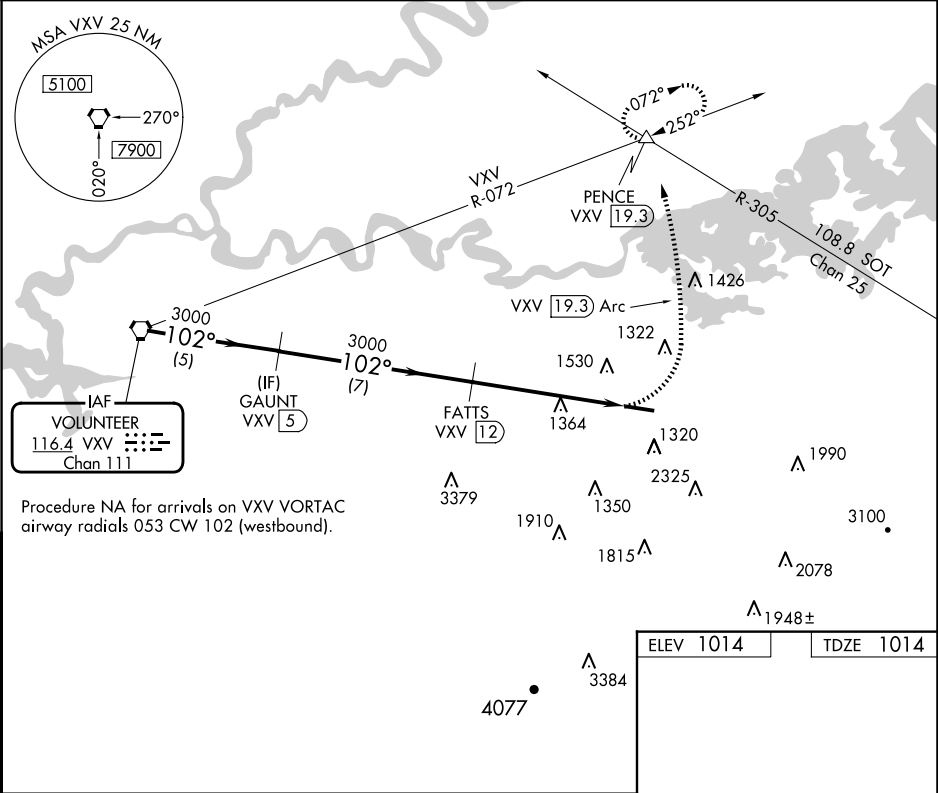 MSA VXV 25 NM
5100
270°
7900
020°
072°
252°
VXV
R-072
PENCE
VXV 19.3
R-305
108.8 SOT
Chan 25
VXV 19.3 Arc
1426
1322
1530
3000
102°
(5)
3000
102°
(7)
(IF)
GAUNT
VXV 5
FATTS
VXV 12
1364
IAF
VOLUNTEER
116.4 VXV
Chan 111
1320
1990
2325
3379
1350
1910
3100
1815
2078
Procedure NA for arrivals on VXV VORTAC
airway radials 053 CW 102 (westbound).
1948±
ELEV 1014
TDZE 1014
3384
4077